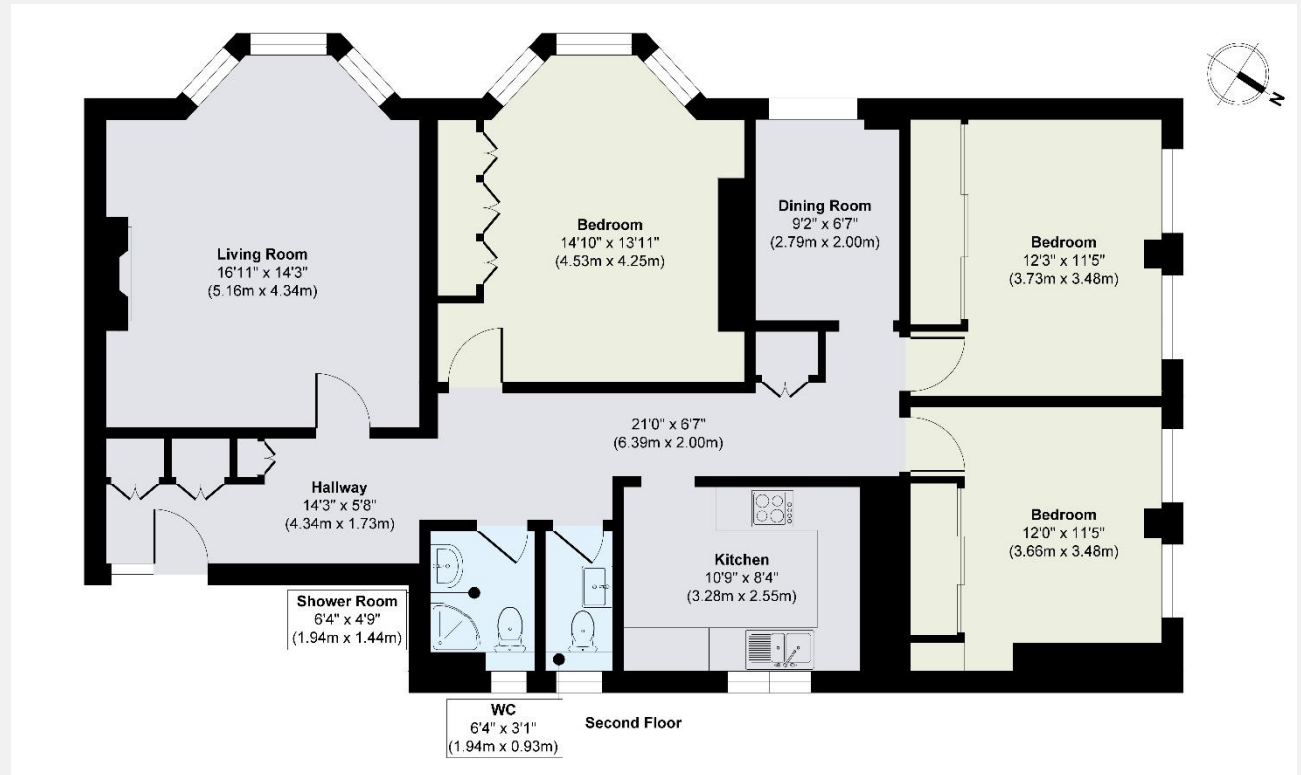 N
Living Room
16'11" x 14'3"
(5.16m x 4.34m)
Bedroom
14'10" x 13'11"
(4.53m x 4.25m)
Dining Room
9'2" x 6'7"
(2.79m x 2.00m)
Bedroom
12'3" x 11'5"
(3.73m x 3.48m)
21'0" x 6'7"
(6.39m x 2.00m)
Hallway
14'3" x 5'8"
(4.34m x 1.73m)
Bedroom
12'0" x 11'5"
(3.66m x 3.48m)
Kitchen
10'9" x 8'4"
(3.28m x 2.55m)
Shower Room
6'4" x 4'9"
(1.94m x 1.44m)
WC
6'4" x 3'1"
(1.94m x 0.93m)
Second Floor